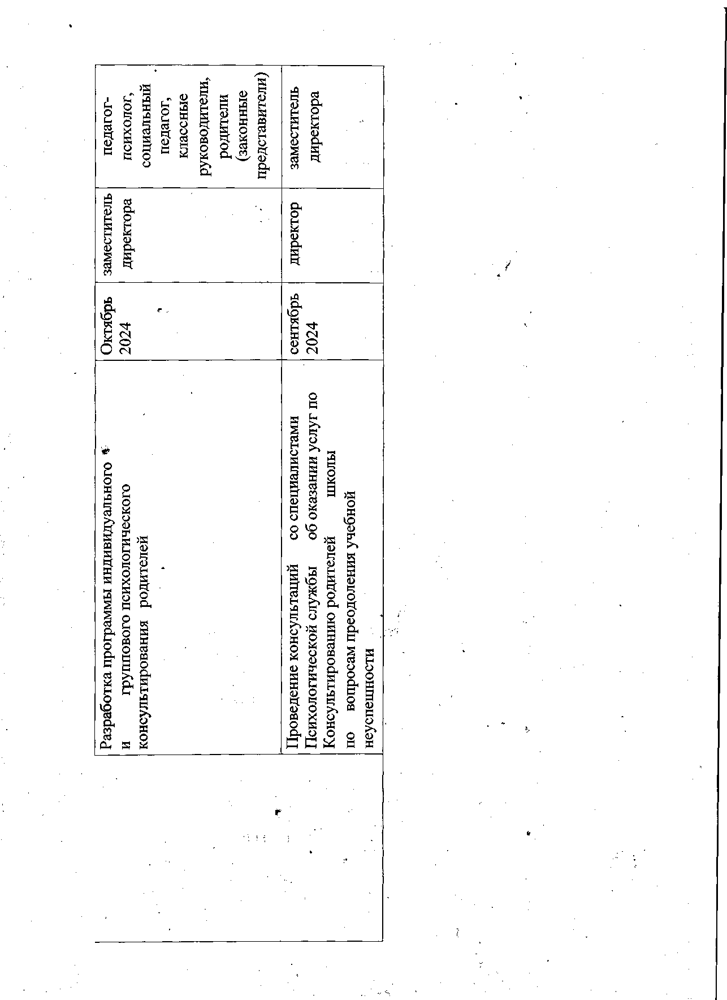 Разработка программы индивидуального
и группового психологического
консультирования родителей
Октябрь
2024
заместитель
директора
педагог-
психолог,
социальный
педагог,
классные
руководители,
родители
(законные
представители)
Проведение консультаций со специалистами
Психологической службы об оказании услуг по
Консультированию родителей школы
по вопросам преодоления учебной
неуспешности
сентябрь
2024
директор
заместитель
директора